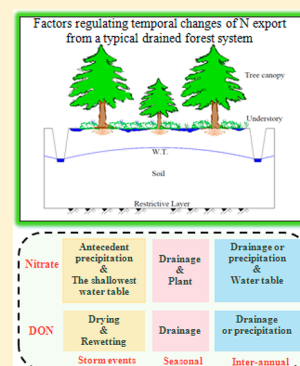 Factors regulating temporal changes of N export
from a typical drained forest system
Tree canopy
Understory
W.T.
Soil
Restrictive Layer
Nitrate
Antecedent
precipitation
&
The shallowest
water table
Drainage
&
Plant
Drainage or
precipitation
&
Water table
DON
Drying
&
Rewetting
Drainage
Drainage
or precipitation
Storm events
Seasonal
Inter-annual